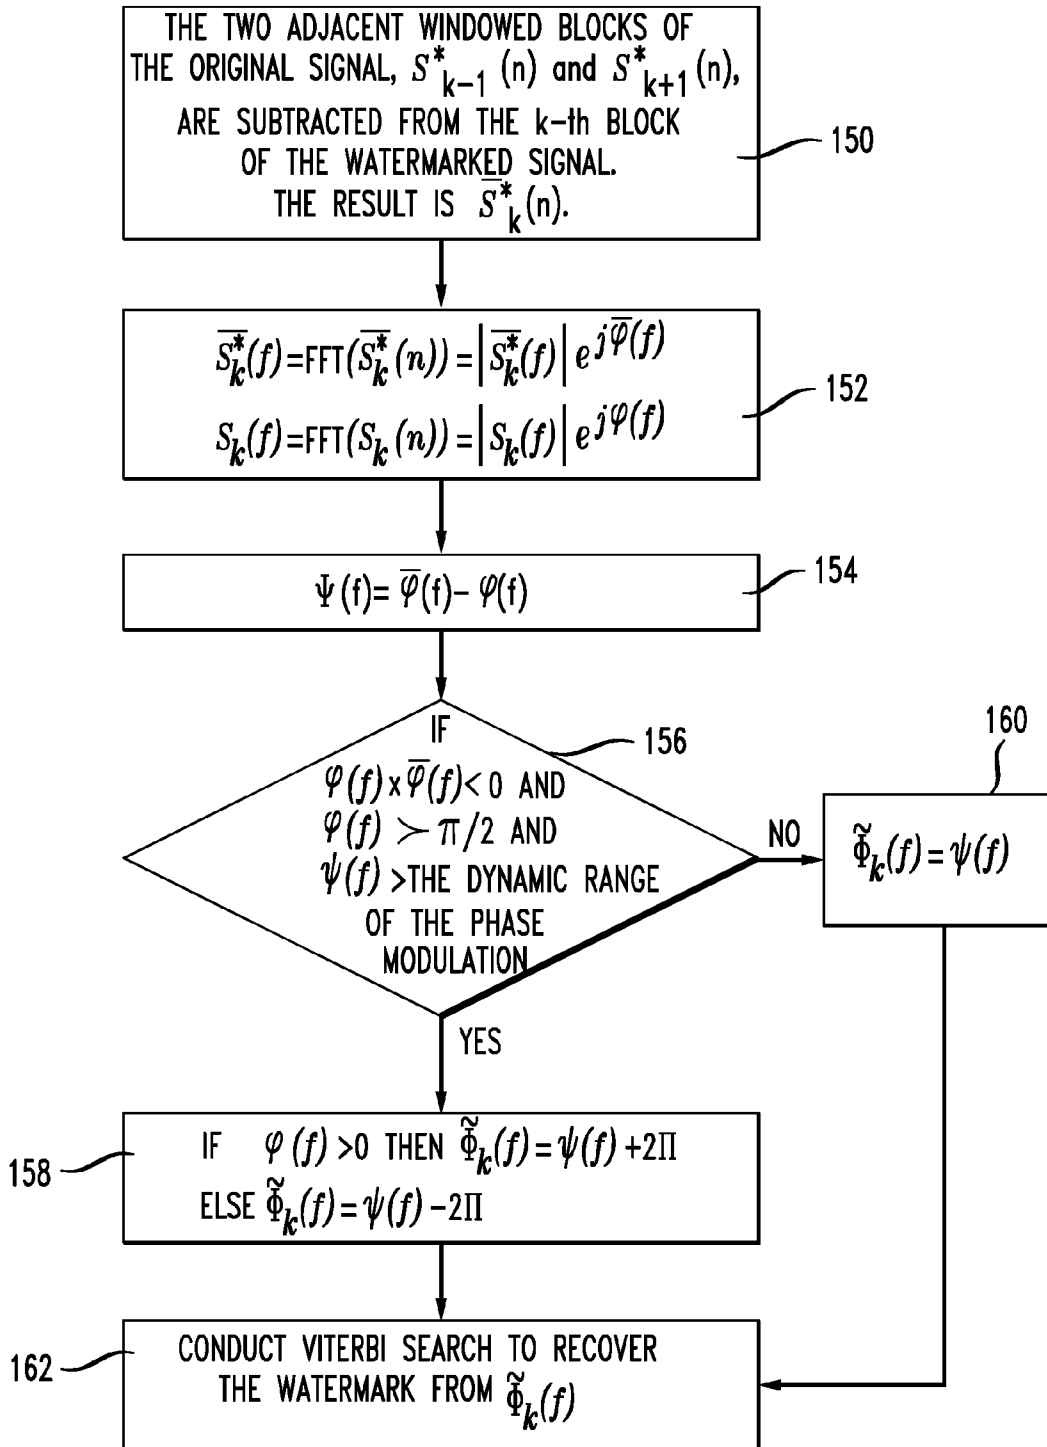 THE TWO ADJACENT WINDOWED BLOCKS OF
THE ORIGINAL SIGNAL, S*k−1(n) and S*k+1(n),
ARE SUBTRACTED FROM THE k-th BLOCK
OF THE WATERMARKED SIGNAL.
THE RESULT IS S̅*k(n).
150
S̅*k(f)=FFT(S̅*k(n))=|S̅*k(f)|e^jφ̅(f)
Sk(f)=FFT(Sk(n))=|Sk(f)|e^jφ(f)
152
Ψ(f)=φ̅(f)−φ(f)
154
IF
φ(f)×φ̅(f)<0 AND
φ(f)≻π/2 AND
ψ(f)>THE DYNAMIC RANGE
OF THE PHASE
MODULATION
156
NO
160
Φ̃k(f)=ψ(f)
YES
IF φ(f)>0 THEN Φ̃k(f)=ψ(f)+2Π
ELSE Φ̃k(f)=ψ(f)−2Π
158
CONDUCT VITERBI SEARCH TO RECOVER
THE WATERMARK FROM Φ̃k(f)
162